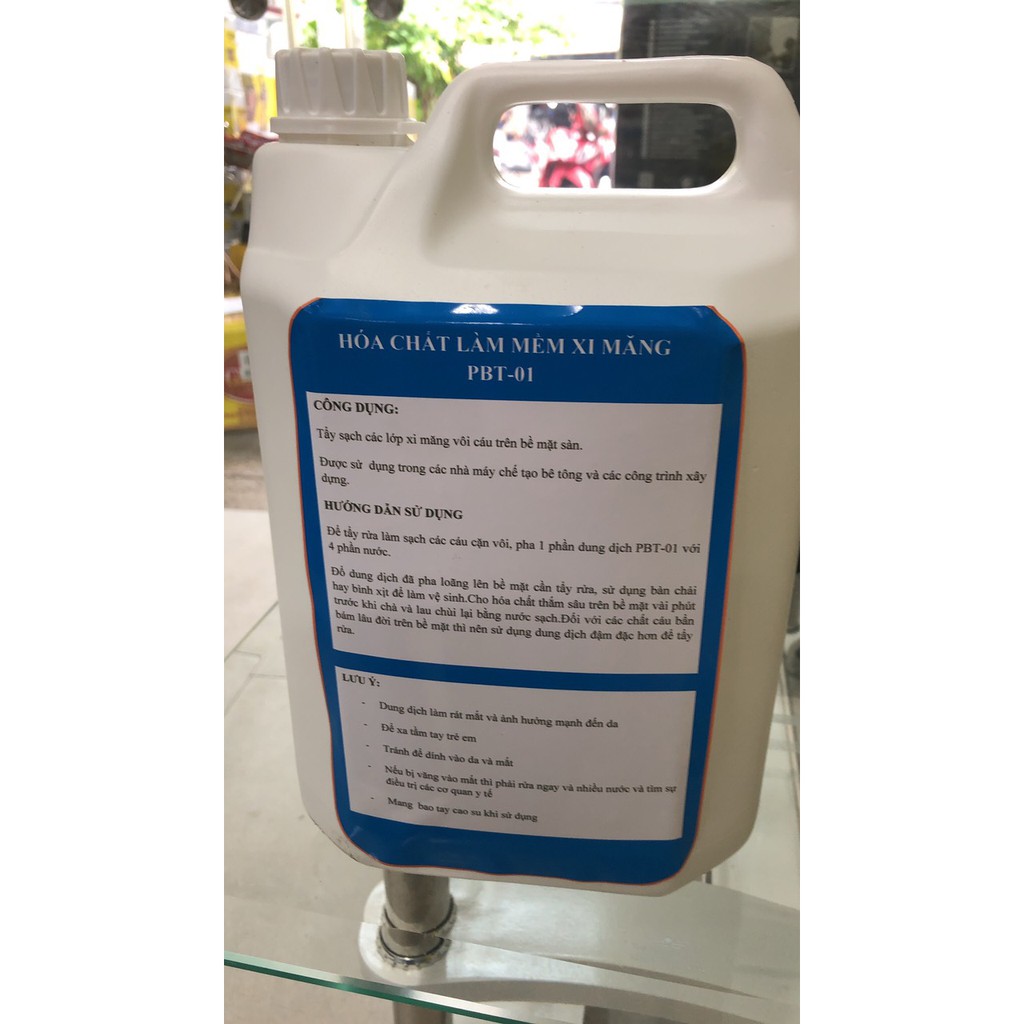 HÓA CHẤT LÀM MỀM XI MĂNG
PBT-01
CÔNG DỤNG:
Tẩy sạch các lớp xi măng vôi cáu trên bề mặt sàn.
Được sử dụng trong các nhà máy chế tạo bê tông và các công trình xây
dựng.
HƯỚNG DẪN SỬ DỤNG
Để tẩy rửa làm sạch các cáu cặn vôi, pha 1 phần dung dịch PBT-01 với
4 phần nước.
Đổ dung dịch đã pha loãng lên bề mặt cần tẩy rửa, sử dụng bàn chải
hay bình xịt để làm vệ sinh.Cho hóa chất thấm sâu trên bề mặt vài phút
trước khi chà và lau chùi lại bằng nước sạch.Đối với các chất cáu bẩn
bám lâu đời trên bề mặt thì nên sử dụng dung dịch đậm đặc hơn để tẩy
rửa.
LƯU Ý:
- Dung dịch làm rát mắt và ảnh hưởng mạnh đến da
- Để xa tầm tay trẻ em
- Tránh để dính vào da và mắt
- Nếu bị văng vào mắt thì phải rửa ngay và nhiều nước và tìm sự
điều trị các cơ quan y tế
- Mang bao tay cao su khi sử dụng